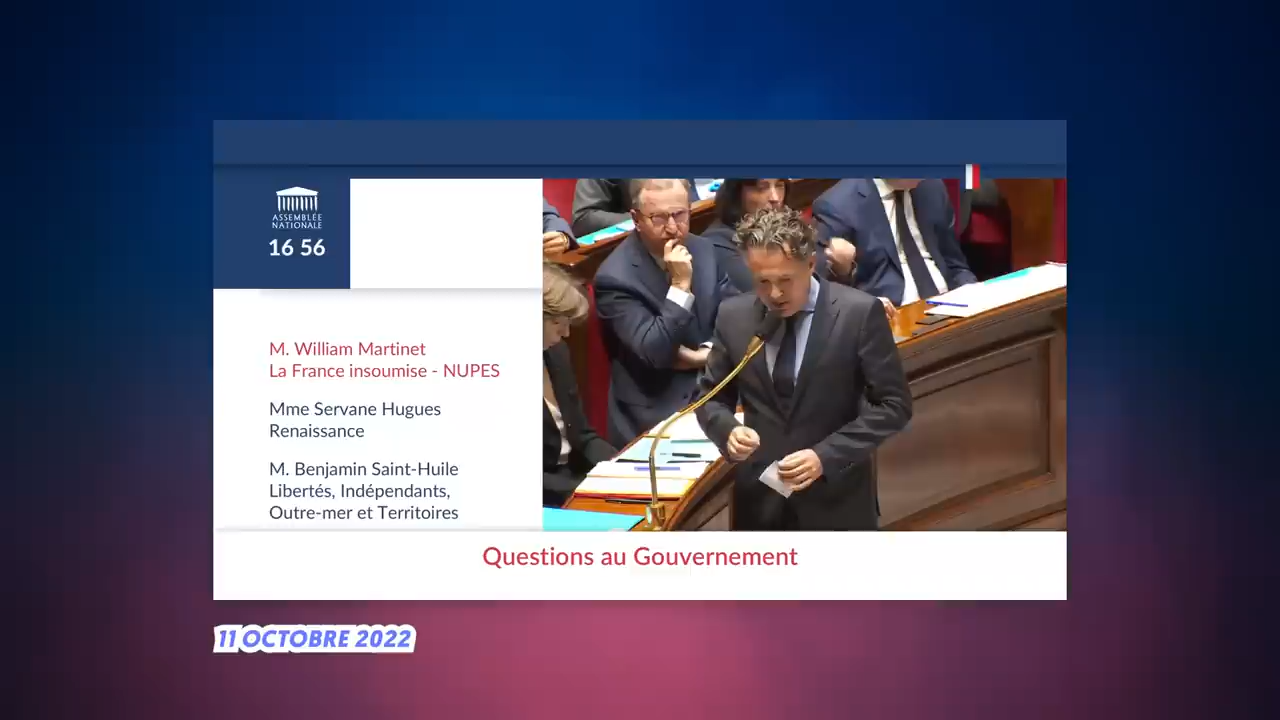 ASSEMBLÉE
NATIONALE
16 56
M. William Martinet
La France insoumise - NUPES
Mme Servane Hugues
Renaissance
M. Benjamin Saint-Huile
Libertés, Indépendants,
Outre-mer et Territoires
Questions au Gouvernement
11 OCTOBRE 2022